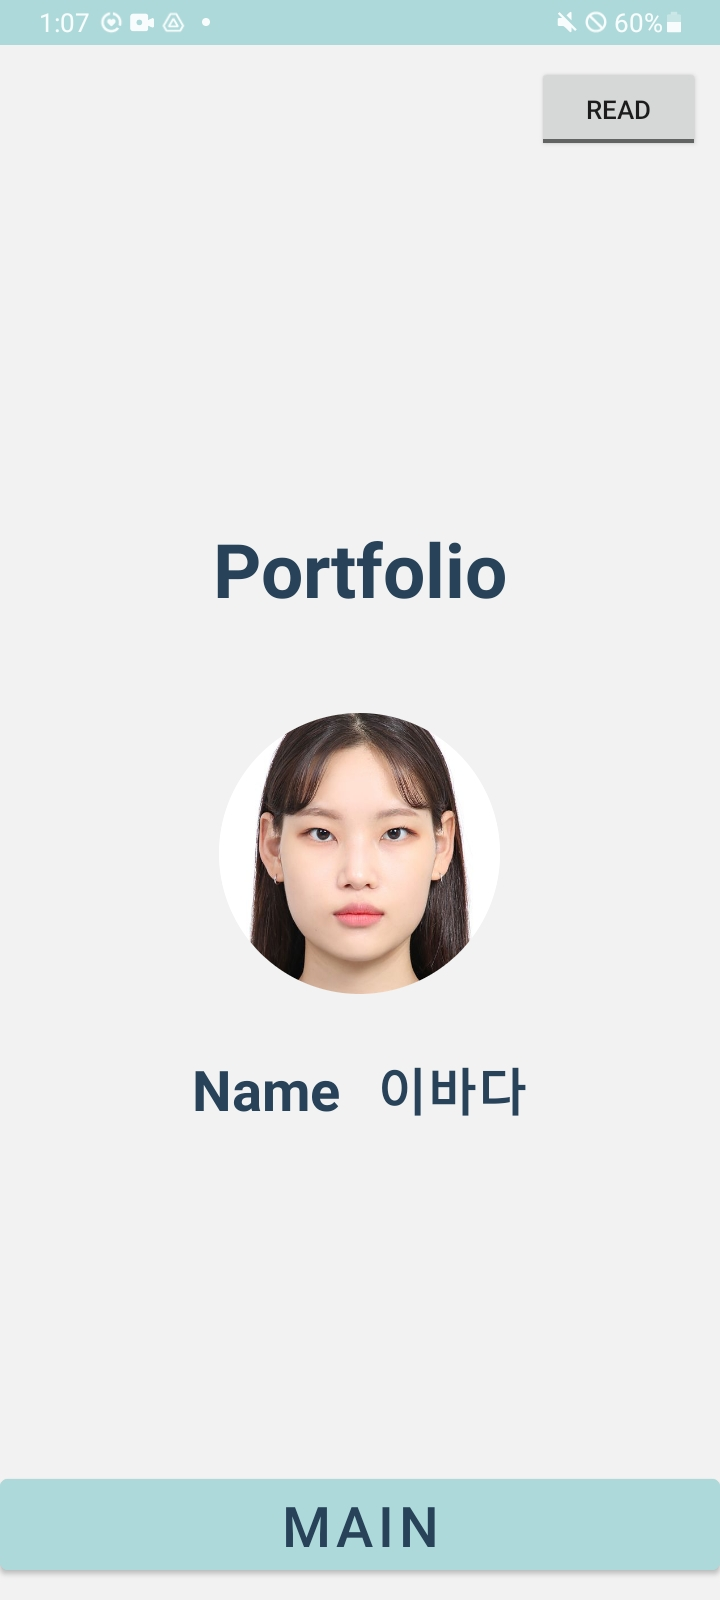 1:07 60%
READ
Portfolio
Name 이바다
MAIN